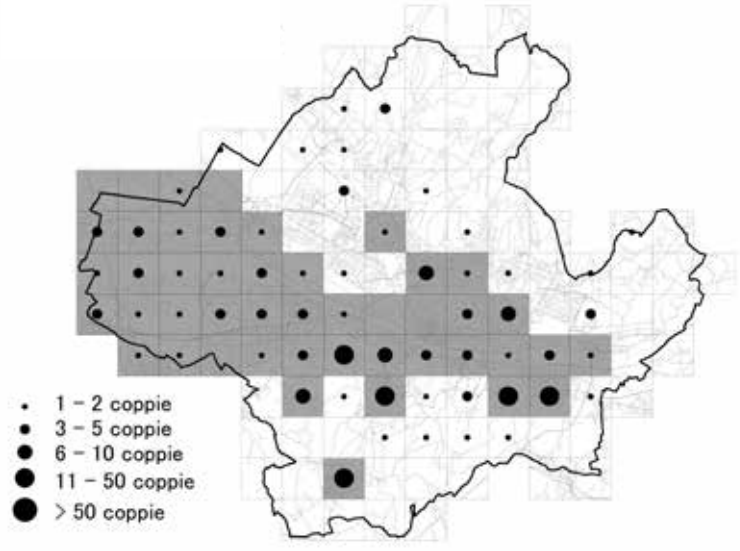 1 – 2 coppie
3 – 5 coppie
6 – 10 coppie
11 – 50 coppie
> 50 coppie